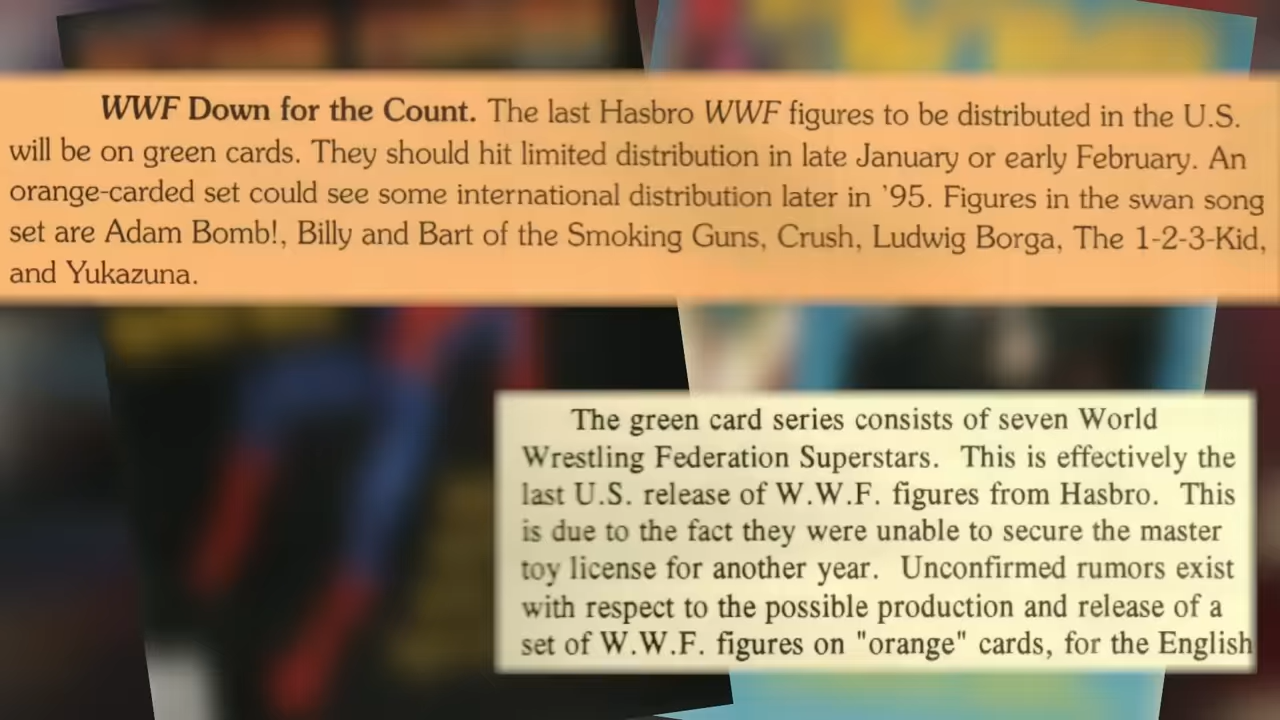 WWF Down for the Count. The last Hasbro WWF figures to be distributed in the U.S.
will be on green cards. They should hit limited distribution in late January or early February. An
orange-carded set could see some international distribution later in '95. Figures in the swan song
set are Adam Bomb!, Billy and Bart of the Smoking Guns, Crush, Ludwig Borga, The 1-2-3-Kid,
and Yukazuna.
The green card series consists of seven World
Wrestling Federation Superstars. This is effectively the
last U.S. release of W.W.F. figures from Hasbro. This
is due to the fact they were unable to secure the master
toy license for another year. Unconfirmed rumors exist
with respect to the possible production and release of a
set of W.W.F. figures on "orange" cards, for the English